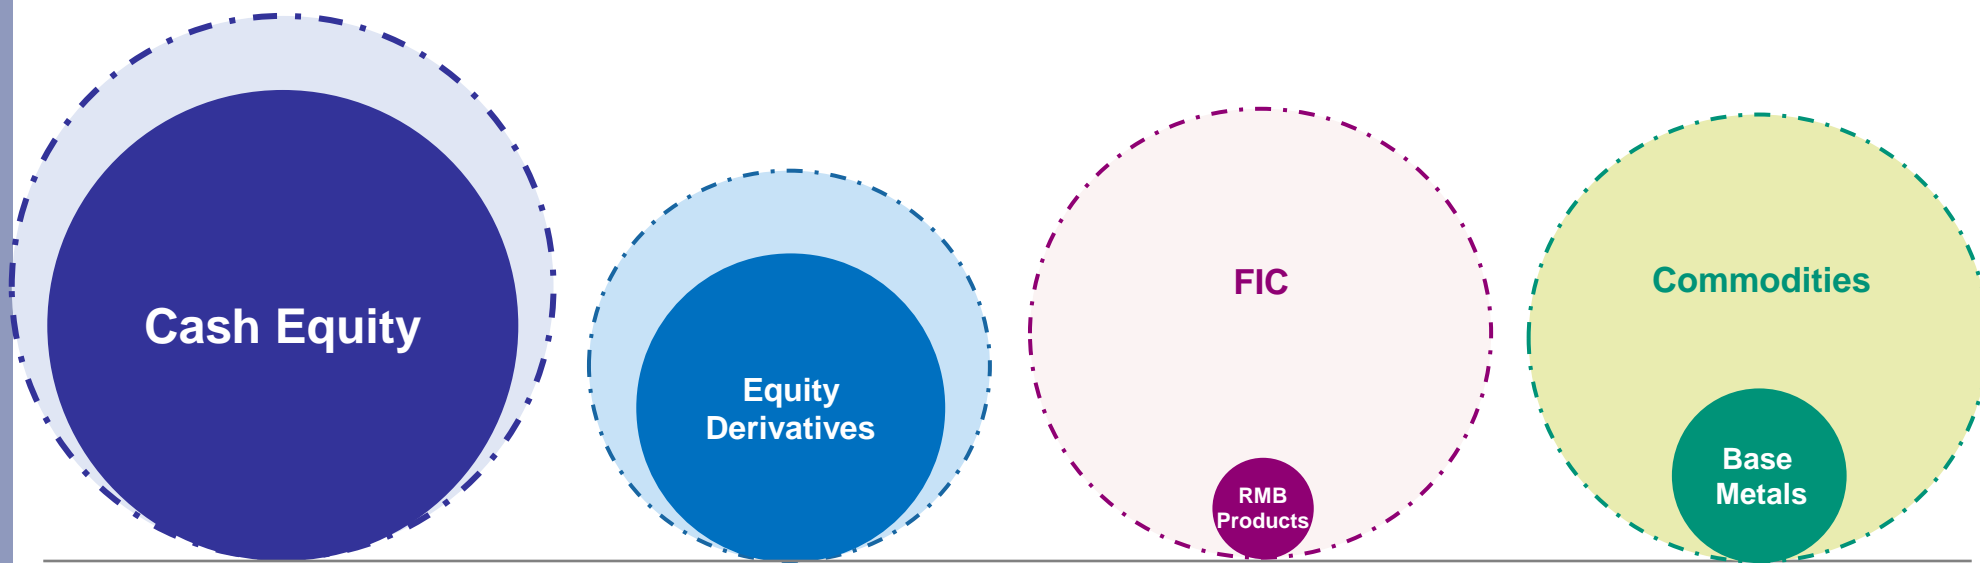 Cash Equity
Equity
Derivatives
FIC
RMB
Products
Commodities
Base
Metals